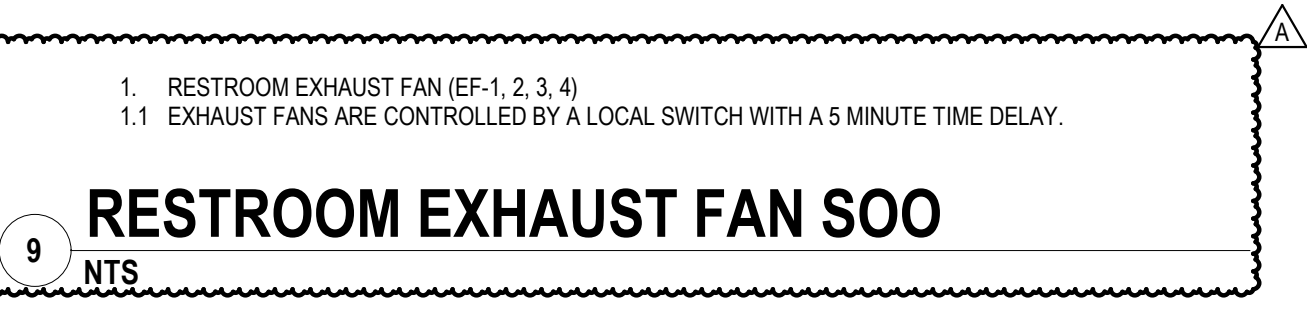 A
1. RESTROOM EXHAUST FAN (EF-1, 2, 3, 4)
1.1 EXHAUST FANS ARE CONTROLLED BY A LOCAL SWITCH WITH A 5 MINUTE TIME DELAY.
RESTROOM EXHAUST FAN SOO
9
NTS